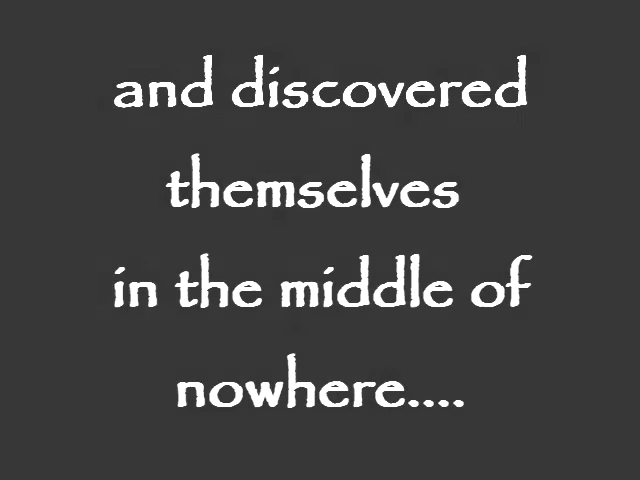 and discovered
themselves
in the middle of
nowhere....